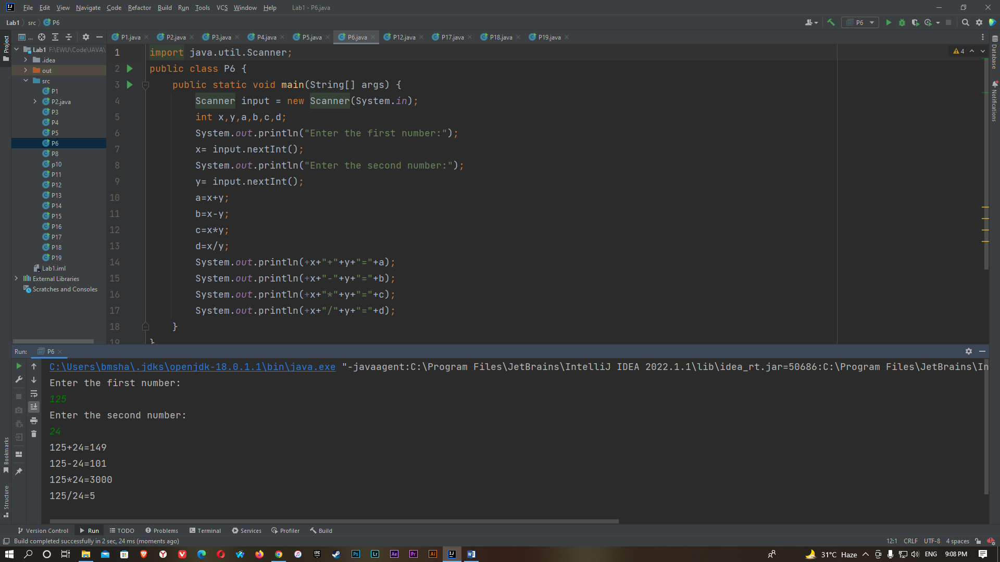 File Edit View Navigate Code Refactor Build Run Tools VCS Window Help Lab1 - P6.java
Lab1 src P6
P6
Project
...
P1.java P2.java P3.java P4.java P5.java P6.java P12.java P17.java P18.java P19.java
Lab1 F:\EWU\Code\JAVA\
.idea
out
src
P1
P2.java
P3
P4
P5
P6
P8
p10
P11
P12
P13
P14
P15
P16
P17
P18
P19
Lab1.iml
External Libraries
Scratches and Consoles
1 import java.util.Scanner;
2 public class P6 {
3 public static void main(String[] args) {
4 Scanner input = new Scanner(System.in);
5 int x,y,a,b,c,d;
6 System.out.println("Enter the first number:");
7 x= input.nextInt();
8 System.out.println("Enter the second number:");
9 y= input.nextInt();
10 a=x+y;
11 b=x-y;
12 c=x*y;
13 d=x/y;
14 System.out.println(+x+"+"+y+"="+a);
15 System.out.println(+x+"-"+y+"="+b);
16 System.out.println(+x+"*"+y+"="+c);
17 System.out.println(+x+"/"+y+"="+d);
18 }
19 }
4
Database
Notifications
Run: P6
C:\Users\bmsha\.jdks\openjdk-18.0.1.1\bin\java.exe "-javaagent:C:\Program Files\JetBrains\IntelliJ IDEA 2022.1.1\lib\idea_rt.jar=50686:C:\Program Files\JetBrains\In
Enter the first number:
125
Enter the second number:
24
125+24=149
125-24=101
125*24=3000
125/24=5
Bookmarks
Structure
Version Control Run TODO Problems Terminal Services Profiler Build
Build completed successfully in 2 sec, 24 ms (moments ago) 12:1 CRLF UTF-8 4 spaces
Ps Lr Ae Pr Ai 31°C Haze ENG 9:08 PM